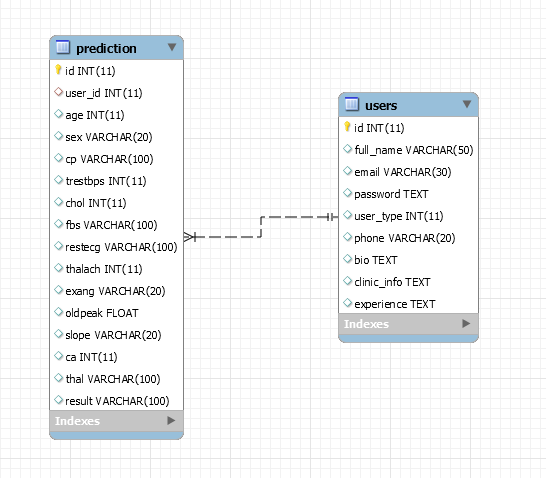 prediction
id INT(11)
user_id INT(11)
age INT(11)
sex VARCHAR(20)
cp VARCHAR(100)
trestbps INT(11)
chol INT(11)
fbs VARCHAR(100)
restecg VARCHAR(100)
thalach INT(11)
exang VARCHAR(20)
oldpeak FLOAT
slope VARCHAR(20)
ca INT(11)
thal VARCHAR(100)
result VARCHAR(100)
Indexes
users
id INT(11)
full_name VARCHAR(50)
email VARCHAR(30)
password TEXT
user_type INT(11)
phone VARCHAR(20)
bio TEXT
clinic_info TEXT
experience TEXT
Indexes